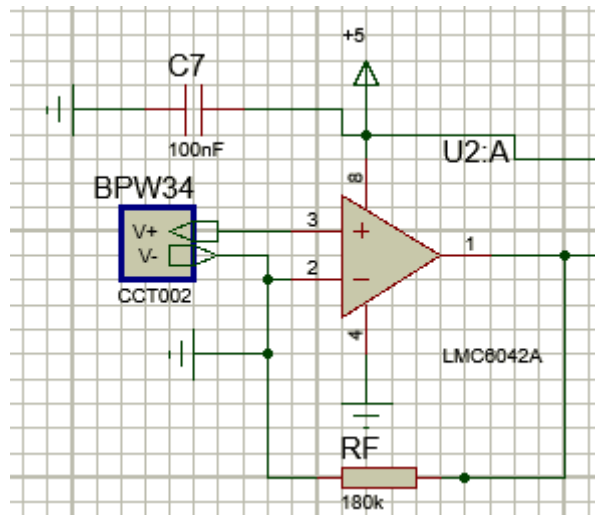 +5
C7
100nF
U2:A
8
BPW34
V+
V-
CCT002
3
2
+
−
1
4
LMC6042A
RF
180k